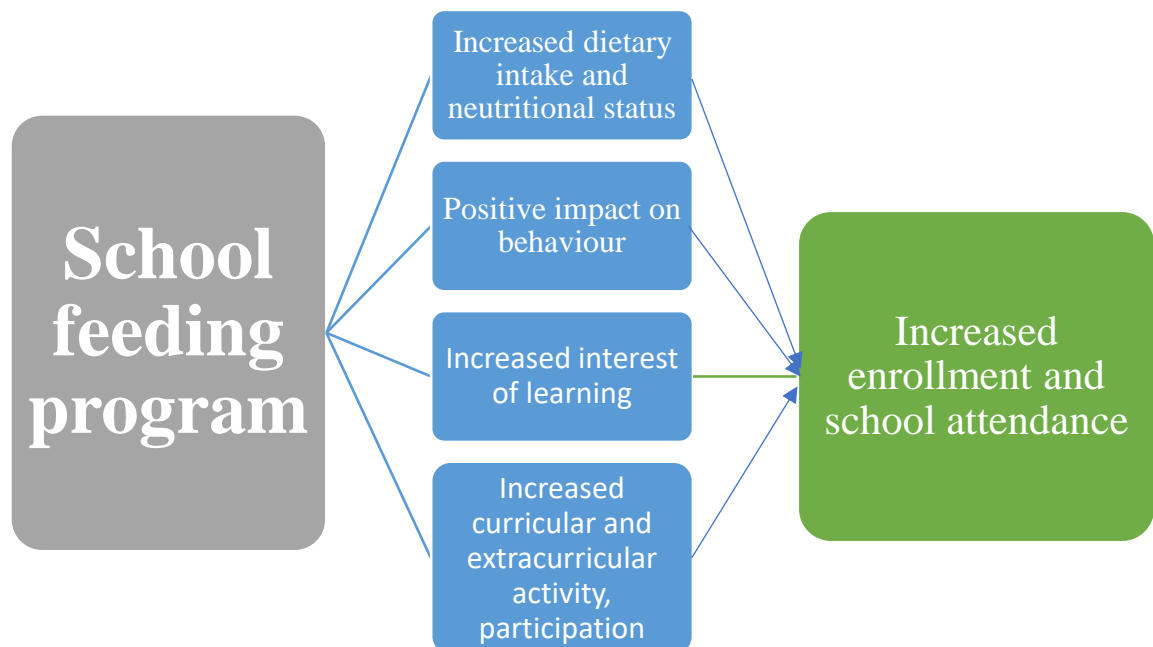 School
feeding
program
Increased dietary
intake and
neutritional status
Positive impact on
behaviour
Increased interest
of learning
Increased
curricular and
extracurricular
activity,
participation
Increased
enrollment and
school attendance